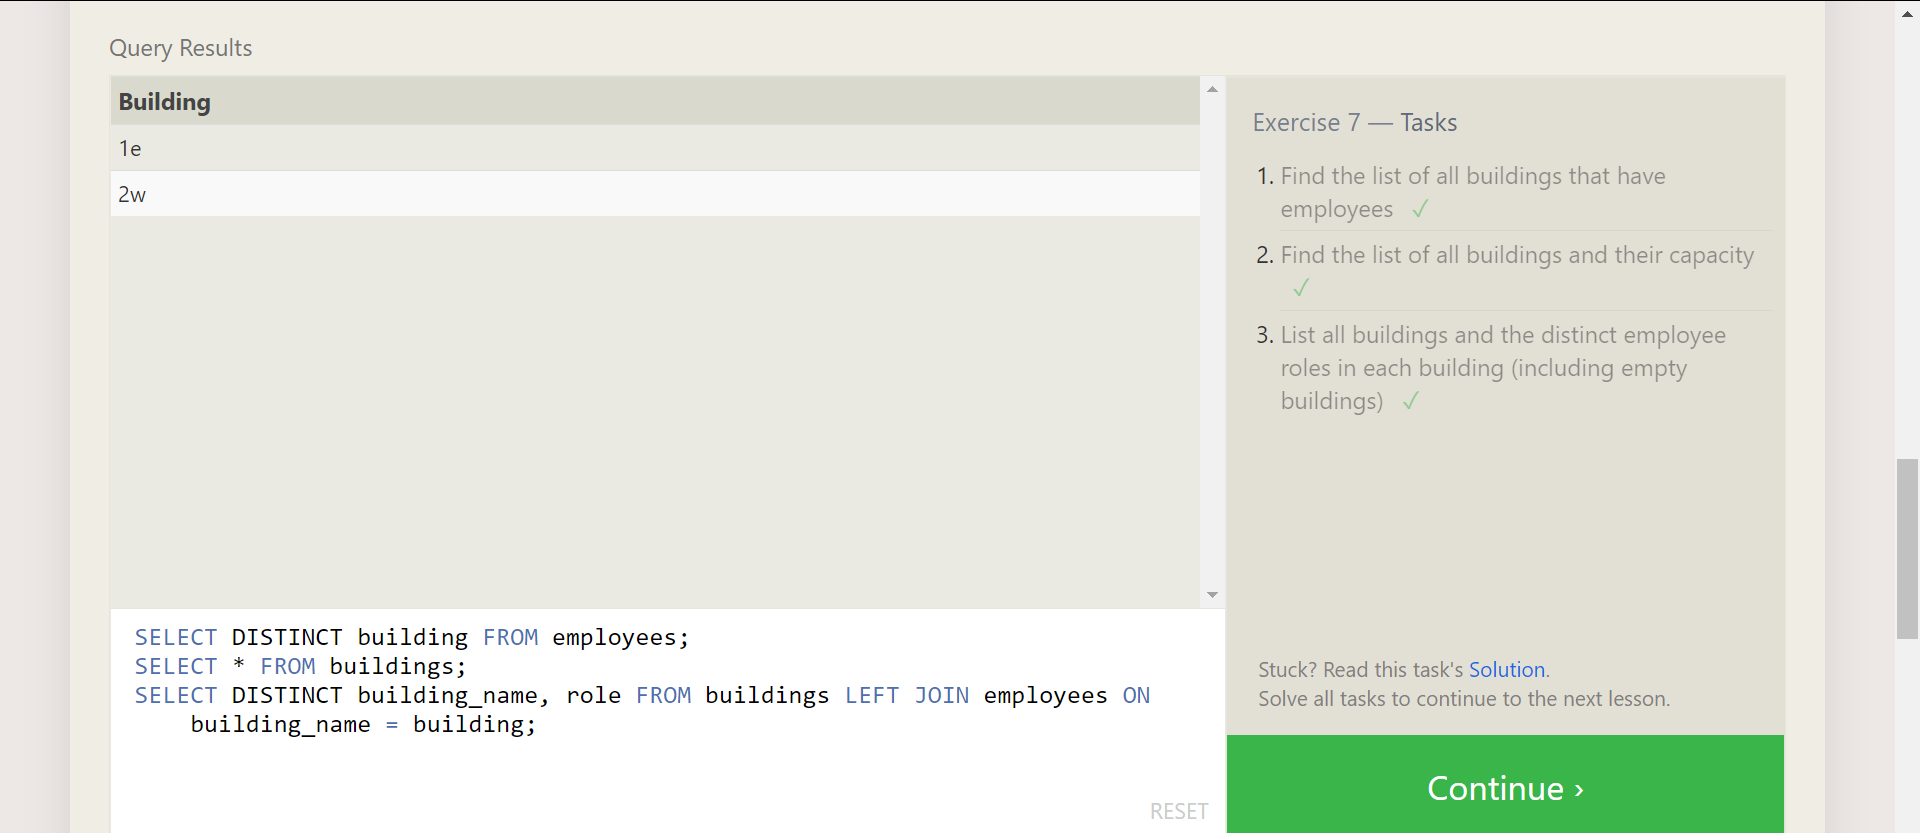 Query Results
Building
1e
2w
SELECT DISTINCT building FROM employees;
SELECT * FROM buildings;
SELECT DISTINCT building_name, role FROM buildings LEFT JOIN employees ON
building_name = building;
RESET
Exercise 7 — Tasks
1. Find the list of all buildings that have
employees ✓
2. Find the list of all buildings and their capacity
✓
3. List all buildings and the distinct employee
roles in each building (including empty
buildings) ✓
Stuck? Read this task's Solution.
Solve all tasks to continue to the next lesson.
Continue ›